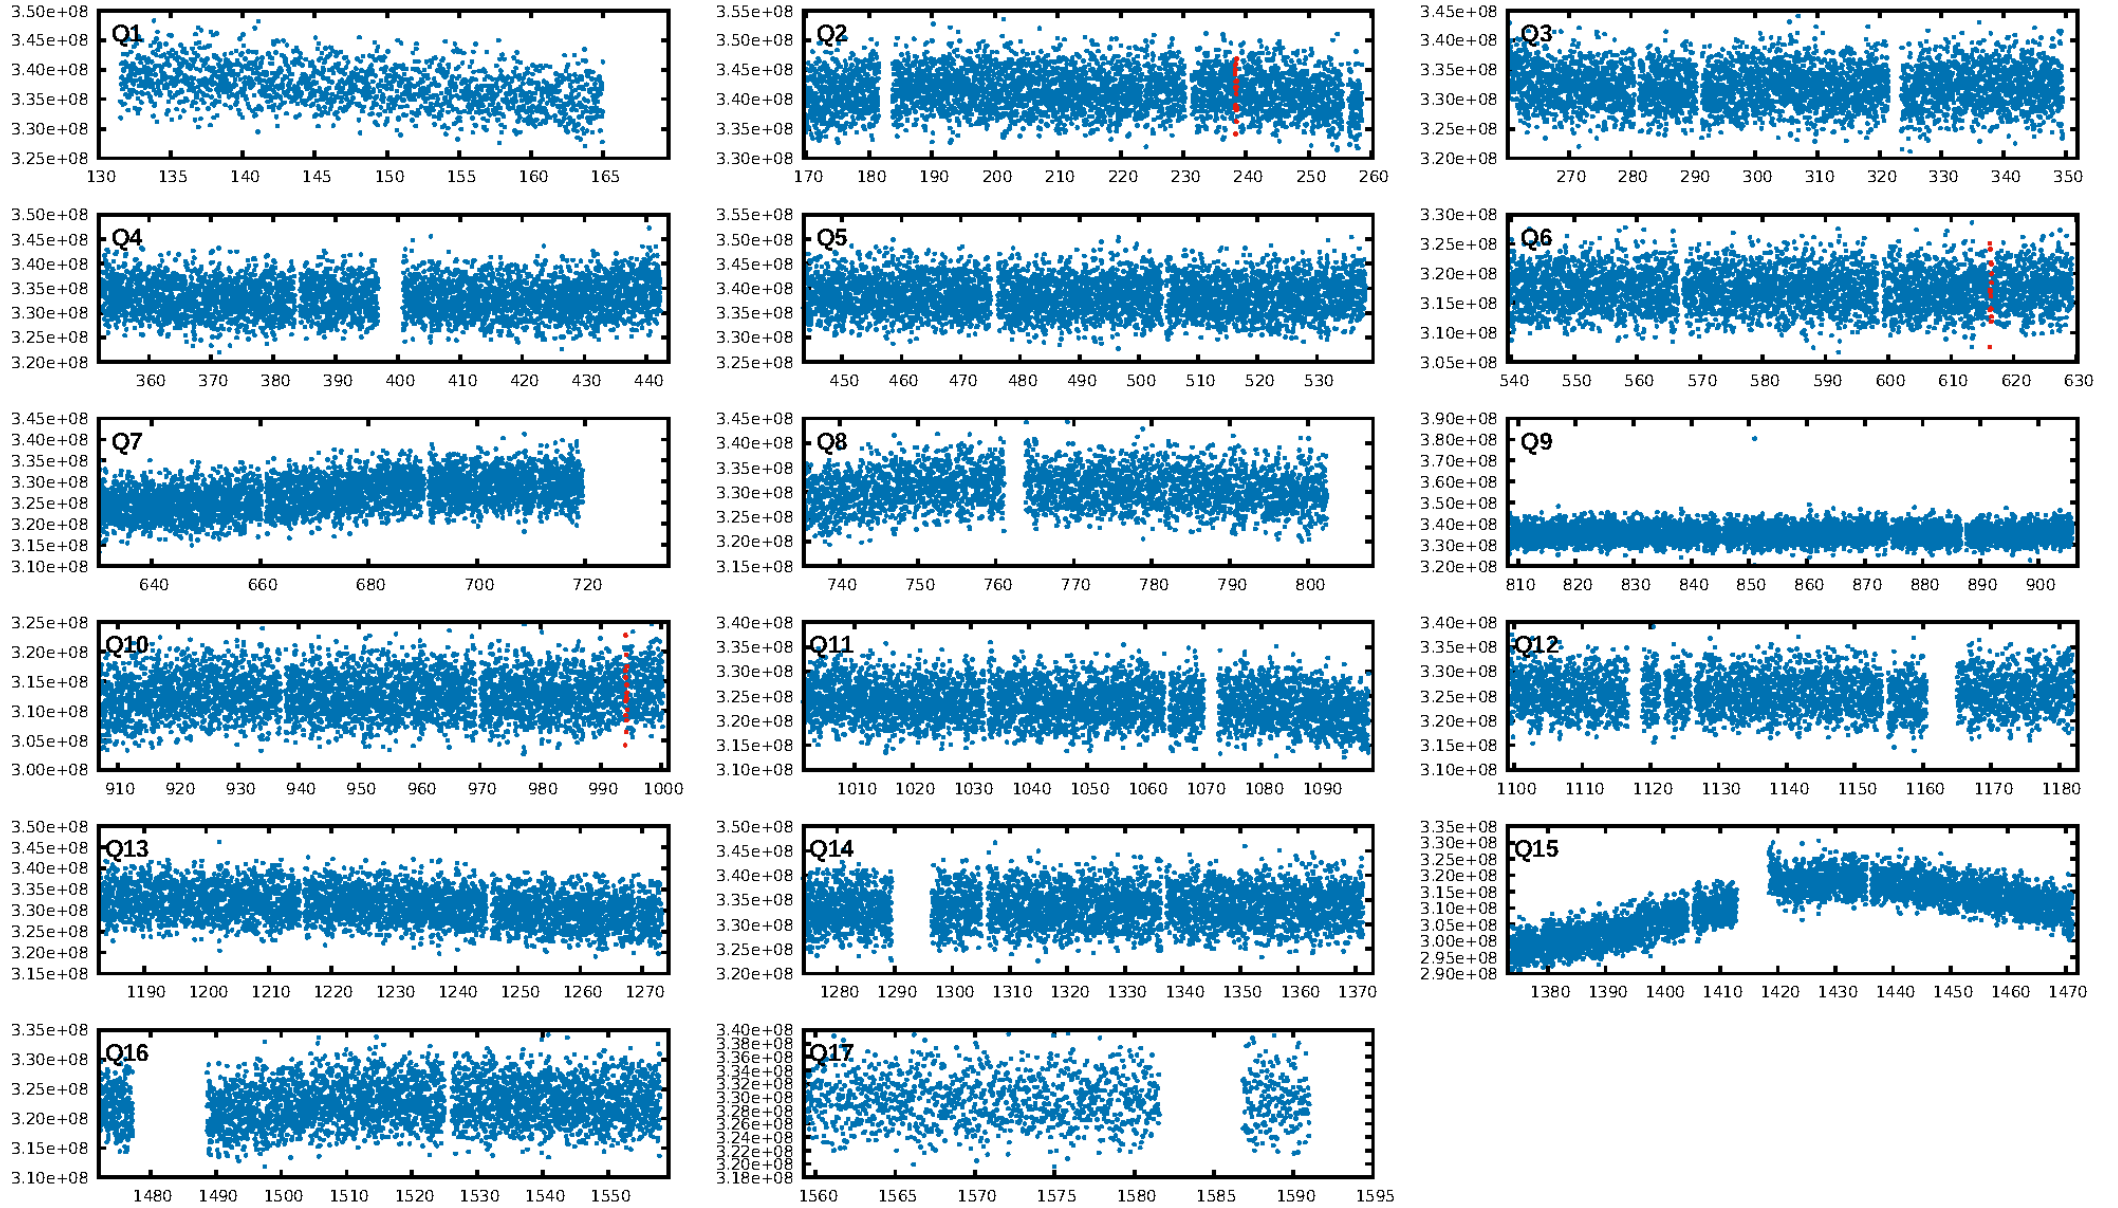 3.50e+08 3.45e+08 3.40e+08 3.35e+08 3.30e+08 3.25e+08
Q1
130 135 140 145 150 155 160 165
3.55e+08 3.50e+08 3.45e+08 3.40e+08 3.35e+08 3.30e+08
Q2
170 180 190 200 210 220 230 240 250 260
3.45e+08 3.40e+08 3.35e+08 3.30e+08 3.25e+08 3.20e+08
Q3
270 280 290 300 310 320 330 340 350
3.50e+08 3.45e+08 3.40e+08 3.35e+08 3.30e+08 3.25e+08 3.20e+08
Q4
360 370 380 390 400 410 420 430 440
3.55e+08 3.50e+08 3.45e+08 3.40e+08 3.35e+08 3.30e+08 3.25e+08
Q5
450 460 470 480 490 500 510 520 530
3.30e+08 3.25e+08 3.20e+08 3.15e+08 3.10e+08 3.05e+08
Q6
540 550 560 570 580 590 600 610 620 630
3.45e+08 3.40e+08 3.35e+08 3.30e+08 3.25e+08 3.20e+08 3.15e+08 3.10e+08
Q7
640 660 680 700 720
3.45e+08 3.40e+08 3.35e+08 3.30e+08 3.25e+08 3.20e+08 3.15e+08
Q8
740 750 760 770 780 790 800
3.90e+08 3.80e+08 3.70e+08 3.60e+08 3.50e+08 3.40e+08 3.30e+08 3.20e+08
Q9
810 820 830 840 850 860 870 880 890 900
3.25e+08 3.20e+08 3.15e+08 3.10e+08 3.05e+08 3.00e+08
Q10
910 920 930 940 950 960 970 980 990 1000
3.40e+08 3.35e+08 3.30e+08 3.25e+08 3.20e+08 3.15e+08 3.10e+08
Q11
1010 1020 1030 1040 1050 1060 1070 1080 1090
3.40e+08 3.35e+08 3.30e+08 3.25e+08 3.20e+08 3.15e+08 3.10e+08
Q12
1100 1110 1120 1130 1140 1150 1160 1170 1180
3.50e+08 3.45e+08 3.40e+08 3.35e+08 3.30e+08 3.25e+08 3.20e+08 3.15e+08
Q13
1190 1200 1210 1220 1230 1240 1250 1260 1270
3.50e+08 3.45e+08 3.40e+08 3.35e+08 3.30e+08 3.25e+08 3.20e+08
Q14
1280 1290 1300 1310 1320 1330 1340 1350 1360 1370
3.35e+08 3.30e+08 3.25e+08 3.20e+08 3.15e+08 3.10e+08 3.05e+08 3.00e+08 2.95e+08 2.90e+08
Q15
1380 1390 1400 1410 1420 1430 1440 1450 1460 1470
3.35e+08 3.30e+08 3.25e+08 3.20e+08 3.15e+08 3.10e+08
Q16
1480 1490 1500 1510 1520 1530 1540 1550
3.40e+08 3.38e+08 3.36e+08 3.34e+08 3.32e+08 3.30e+08 3.28e+08 3.26e+08 3.24e+08 3.22e+08 3.20e+08 3.18e+08
Q17
1560 1565 1570 1575 1580 1585 1590 1595